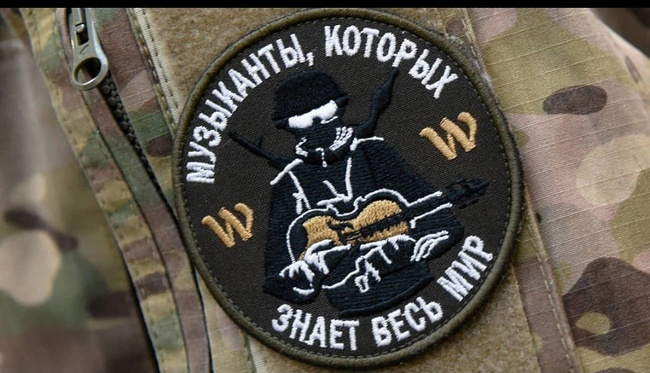 МУЗЫКАНТЫ, КОТОРЫХ
W W
ЗНАЕТ ВЕСЬ МИР